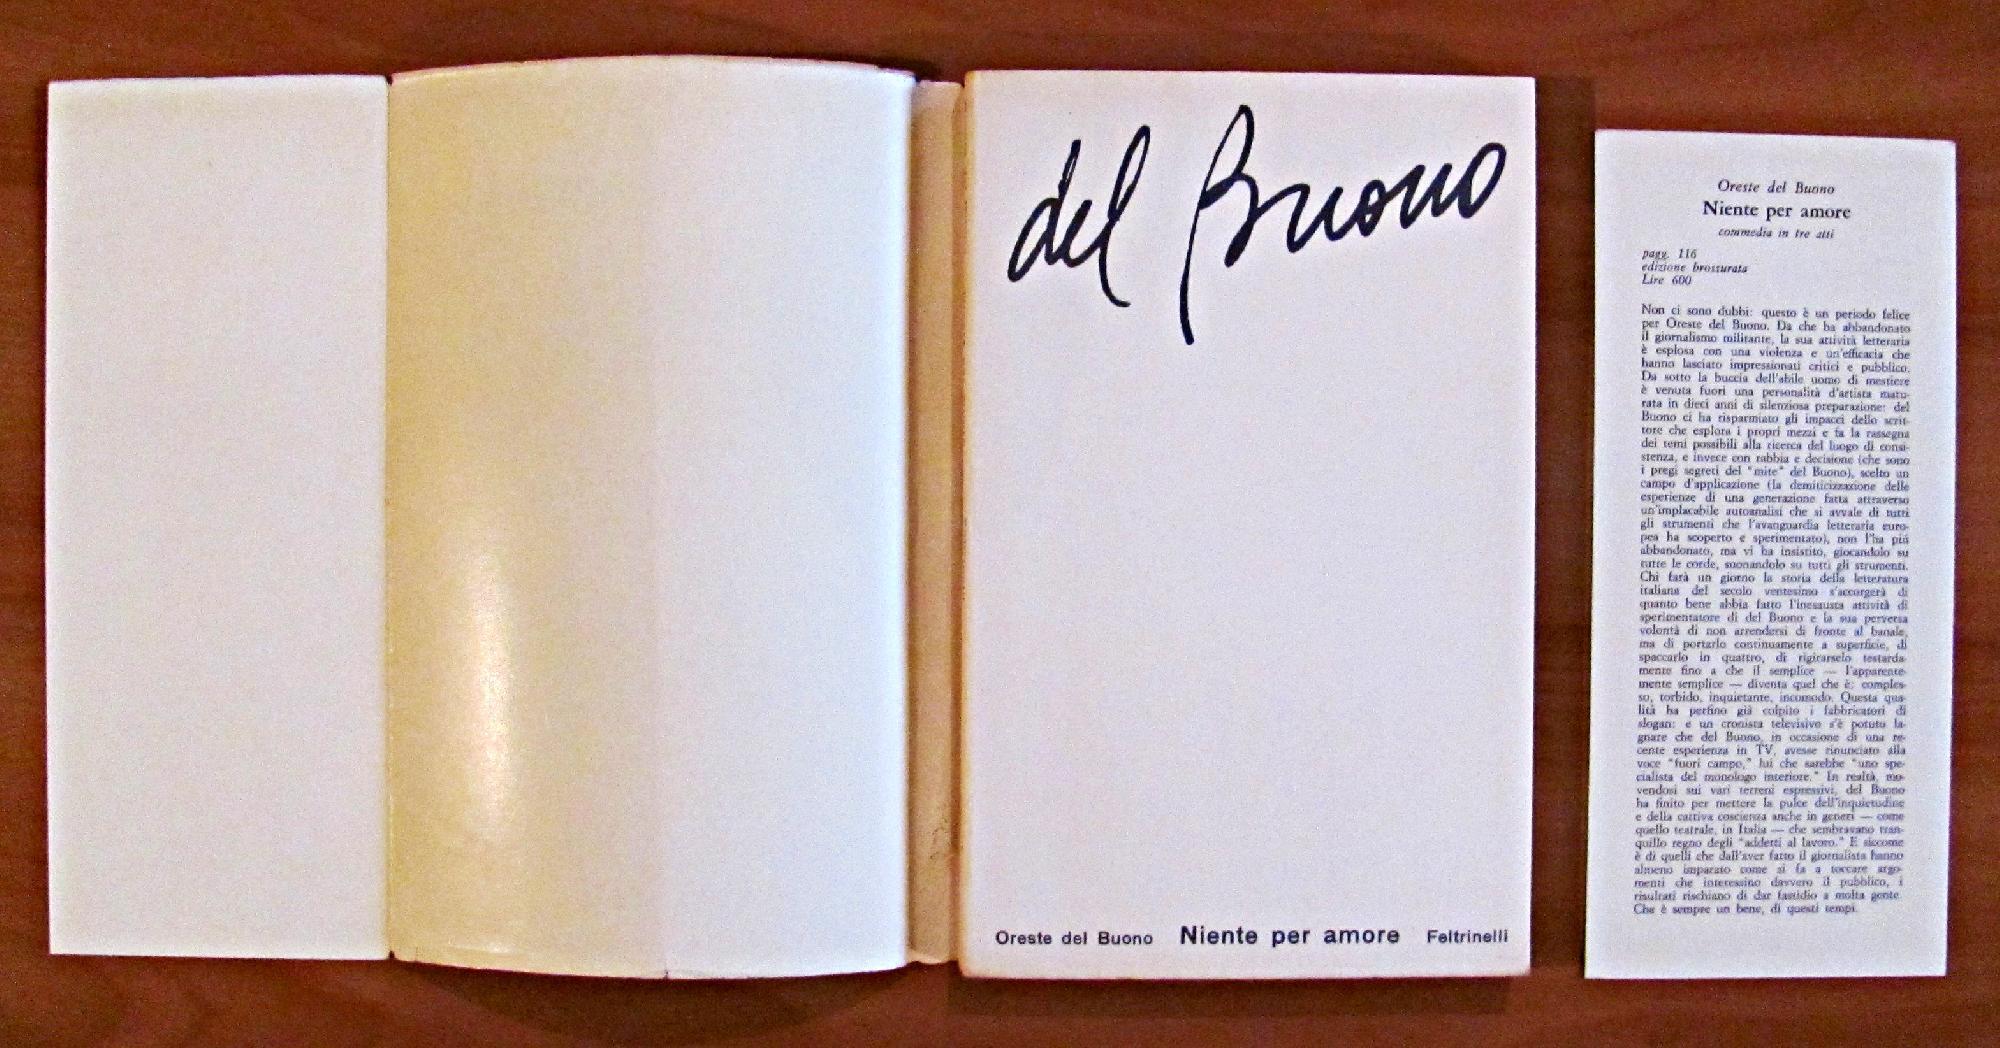 del Buono
Oreste del Buono Niente per amore Feltrinelli
Oreste del Buono
Niente per amore
commedia in tre atti
pagg. 116
edizione brossurata
Lire 600
Non ci sono dubbi: questo è un periodo felice
per Oreste del Buono. Da che ha abbandonato
il giornalismo militante, la sua attività letteraria
è esplosa con una violenza e un'efficacia che
hanno lasciato impressionati critici e pubblico.
Da sotto la buccia dell'abile uomo di mestiere
è venuta fuori una personalità d'artista matu-
rata in dieci anni di silenziosa preparazione: del
Buono ci ha risparmiato gli impacci dello scrit-
tore che esplora i propri mezzi e fa la rassegna
dei temi possibili alla ricerca del luogo di consi-
stenza, e invece con rabbia e decisione (che sono
i pregi segreti del "mite" del Buono), scelto un
campo d'applicazione (la demiticizzazione delle
esperienze di una generazione fatta attraverso
un'implacabile autoanalisi che si avvale di tutti
gli strumenti che l'avanguardia letteraria euro-
pea ha scoperto e sperimentato), non l'ha più
abbandonato, ma vi ha insistito, giocandolo su
tutte le corde, suonandolo su tutti gli strumenti.
Chi farà un giorno la storia della letteratura
italiana del secolo ventesimo s'accorgerà di
quanto bene abbia fatto l'inesausta attività di
sperimentatore di del Buono e la sua perversa
volontà di non arrendersi di fronte al banale,
ma di portarlo continuamente a superficie, di
spaccarlo in quattro, di rigirarselo testarda-
mente fino a che il semplice — l'apparente-
mente semplice — diventa quel che è: comples-
so, torbido, inquietante, incomodo. Questa qua-
lità ha perfino già colpito i fabbricatori di
slogan: e un cronista televisivo s'è potuto la-
gnare che del Buono, in occasione di una re-
cente esperienza in TV, avesse rinunciato alla
voce "fuori campo," lui che sarebbe "uno spe-
cialista del monologo interiore." In realtà, mo-
vendosi sui vari terreni espressivi, del Buono
ha finito per mettere la pulce dell'inquietudine
e della cattiva coscienza anche in generi — come
quello teatrale, in Italia — che sembravano tran-
quillo regno degli "addetti al lavoro." E siccome
è di quelli che dall'aver fatto il giornalista hanno
almeno imparato come si fa a toccare argo-
menti che interessino davvero il pubblico, i
risultati rischiano di dar fastidio a molta gente.
Che è sempre un bene, di questi tempi.